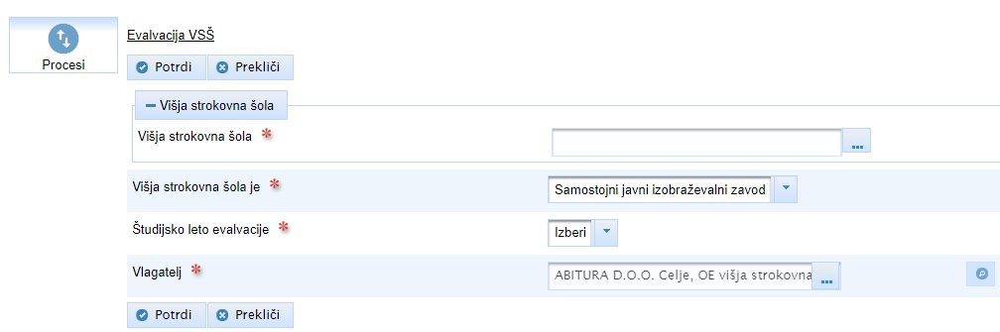 Procesi
Evalvacija VSŠ
Potrdi Prekliči
Višja strokovna šola
Višja strokovna šola * ...
Višja strokovna šola je * Samostojni javni izobraževalni zavod
Študijsko leto evalvacije * Izberi
Vlagatelj * ABITURA D.O.O. Celje, OE višja strokovna ...
Potrdi Prekliči